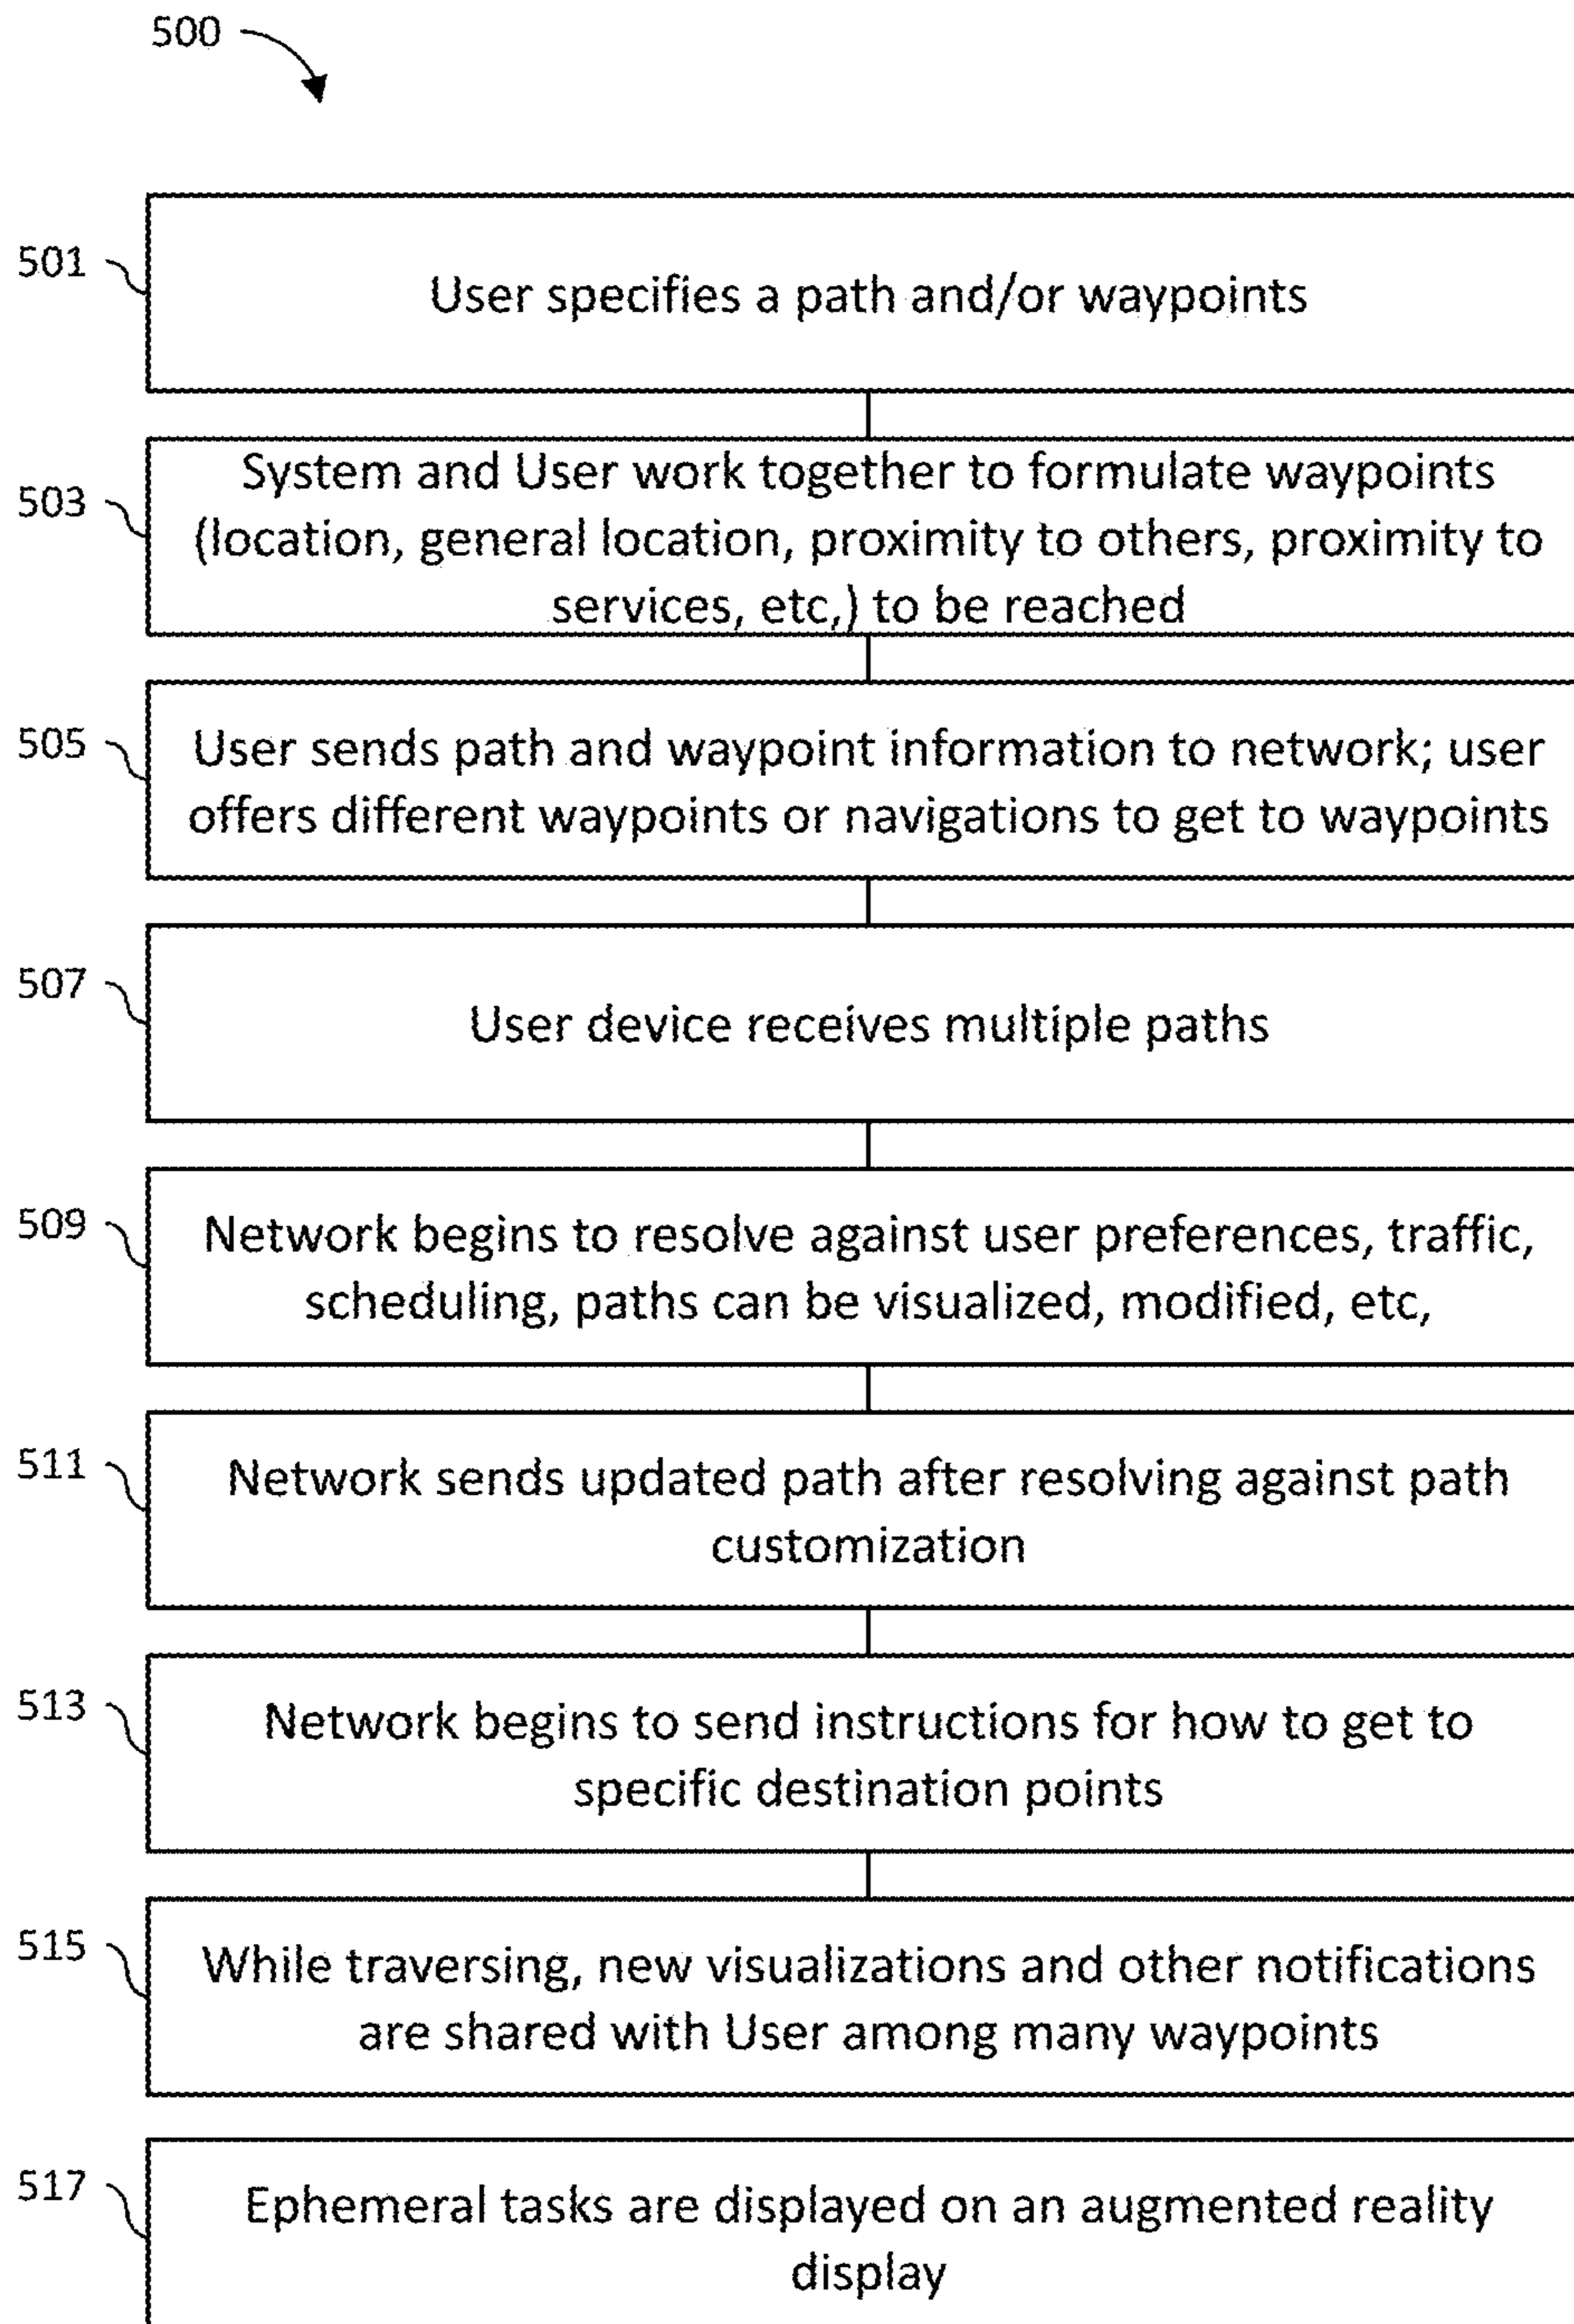 500
501
User specifies a path and/or waypoints
503
System and User work together to formulate waypoints
(location, general location, proximity to others, proximity to
services, etc,) to be reached
505
User sends path and waypoint information to network; user
offers different waypoints or navigations to get to waypoints
507
User device receives multiple paths
509
Network begins to resolve against user preferences, traffic,
scheduling, paths can be visualized, modified, etc,
511
Network sends updated path after resolving against path
customization
513
Network begins to send instructions for how to get to
specific destination points
515
While traversing, new visualizations and other notifications
are shared with User among many waypoints
517
Ephemeral tasks are displayed on an augmented reality
display